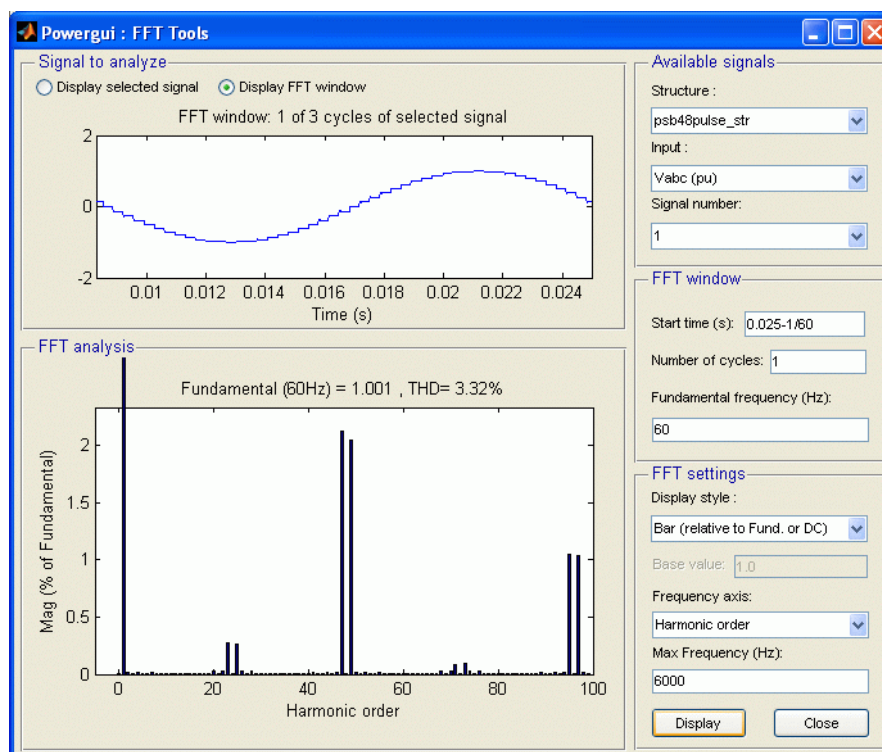 Powergui : FFT Tools
Signal to analyze
Display selected signal
Display FFT window
FFT window: 1 of 3 cycles of selected signal
2
0
-2
0.01 0.012 0.014 0.016 0.018 0.02 0.022 0.024
Time (s)
FFT analysis
Fundamental (60Hz) = 1.001 , THD= 3.32%
Mag (% of Fundamental)
2
1.5
1
0.5
0
0 20 40 60 80 100
Harmonic order
Available signals
Structure :
psb48pulse_str
Input :
Vabc (pu)
Signal number:
1
FFT window
Start time (s): 0.025-1/60
Number of cycles: 1
Fundamental frequency (Hz):
60
FFT settings
Display style :
Bar (relative to Fund. or DC)
Base value: 1.0
Frequency axis:
Harmonic order
Max Frequency (Hz):
6000
Display
Close